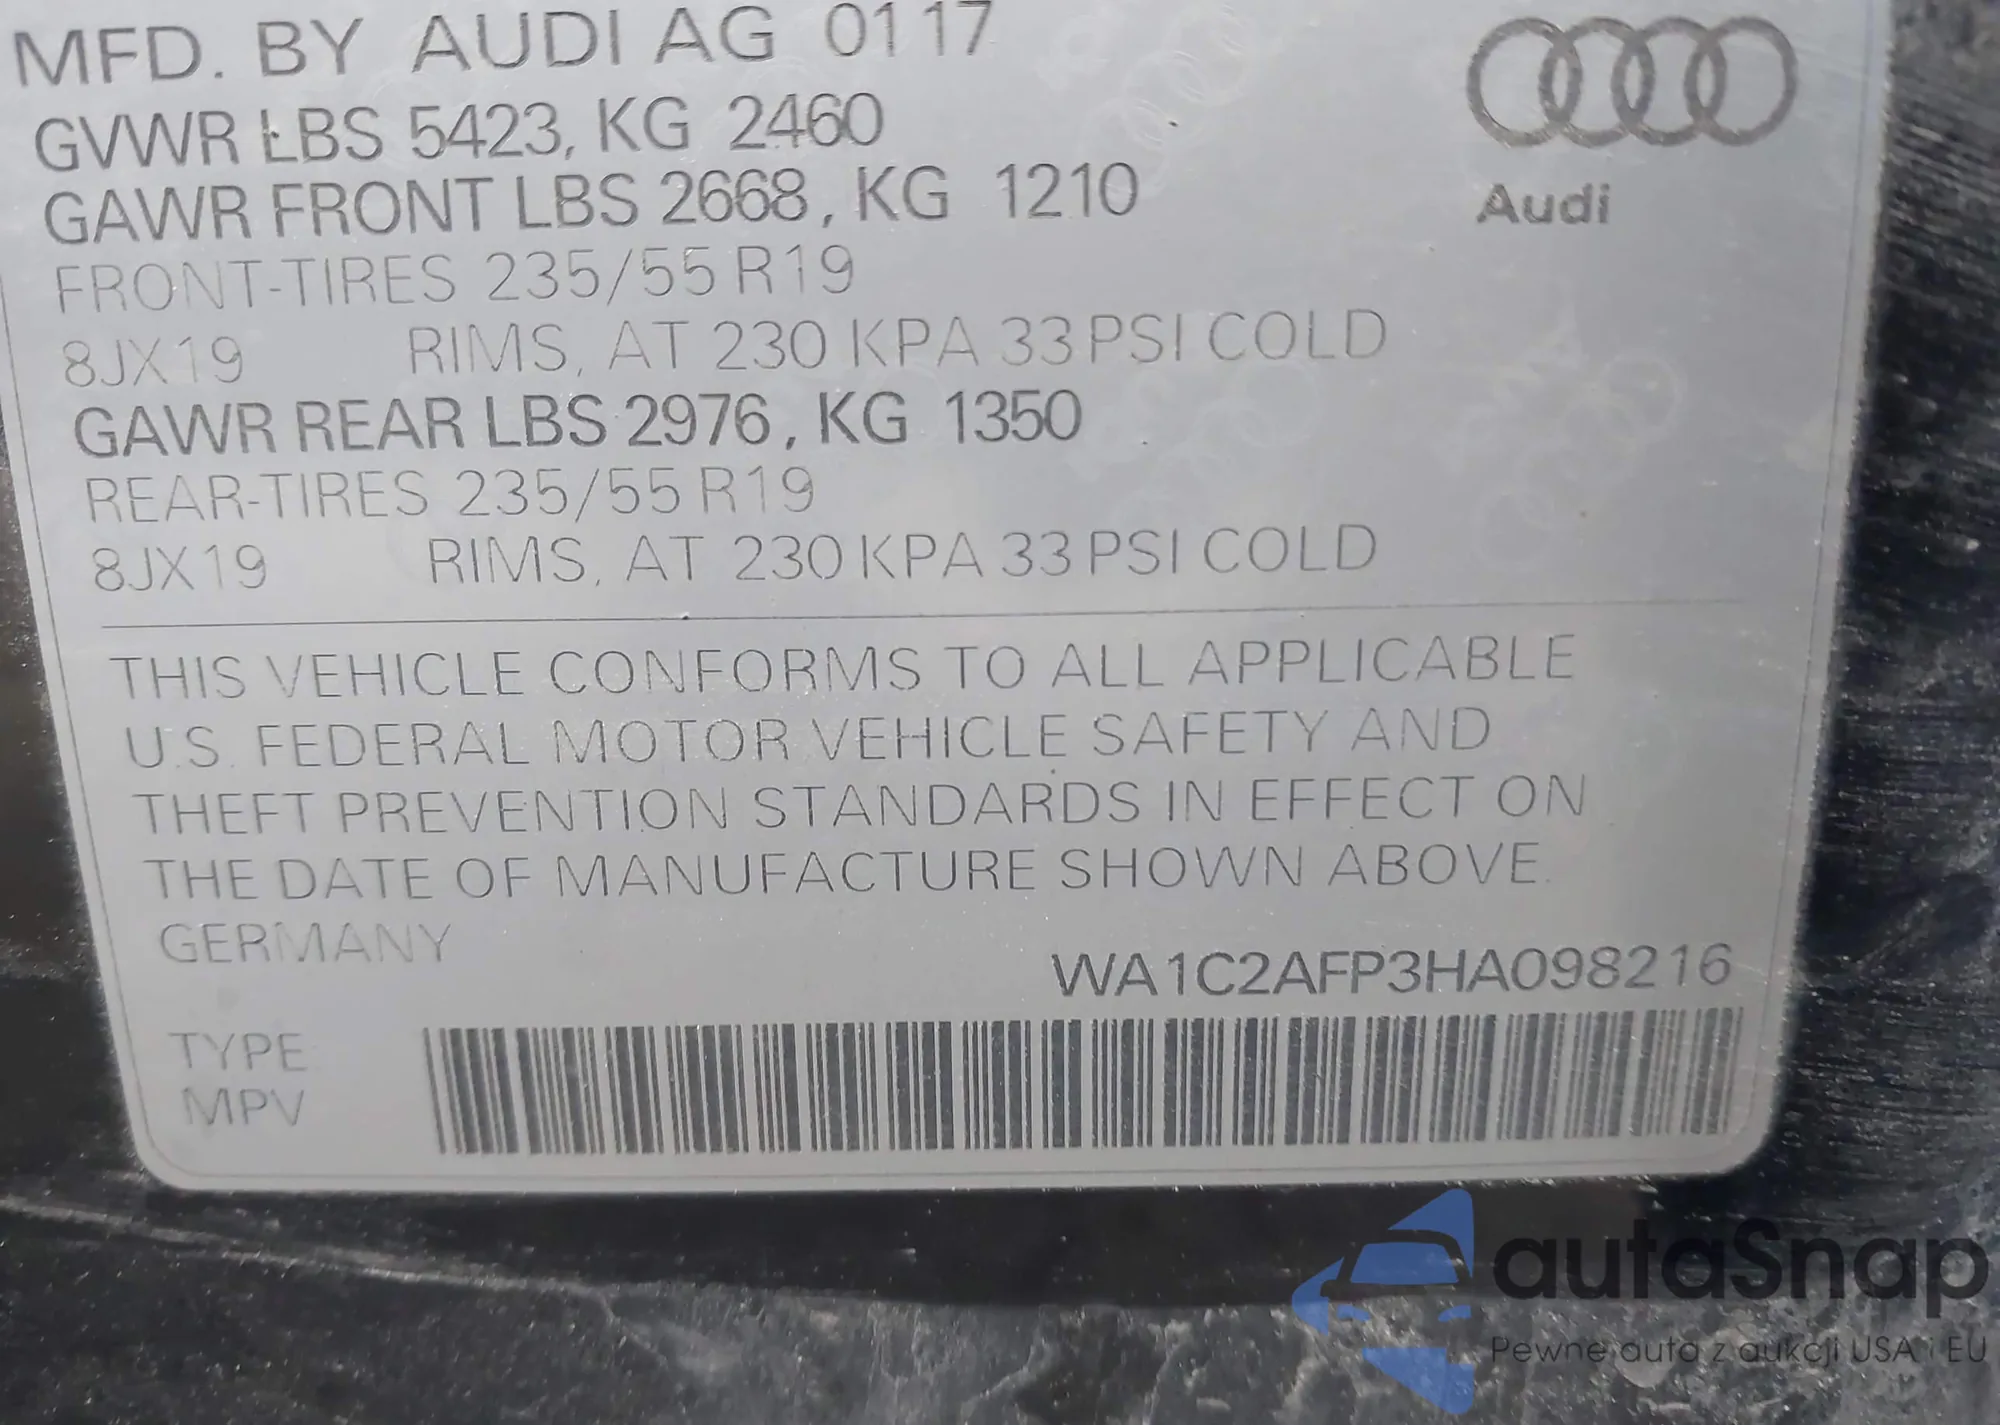 MFD. BY AUDI AG 01 17
GVWR LBS 5423, KG 2460
GAWR FRONT LBS 2668, KG 1210
FRONT-TIRES 235/55 R19
8JX19 RIMS, AT 230 KPA 33 PSI COLD
GAWR REAR LBS 2976, KG 1350
REAR-TIRES 235/55 R19
8JX19 RIMS, AT 230 KPA 33 PSI COLD
Audi
THIS VEHICLE CONFORMS TO ALL APPLICABLE
U.S. FEDERAL MOTOR VEHICLE SAFETY AND
THEFT PREVENTION STANDARDS IN EFFECT ON
THE DATE OF MANUFACTURE SHOWN ABOVE.
GERMANY
WA1C2AFP3HA098216
TYPE
MPV
autaSnap
Pewne auta z aukcji USA i EU